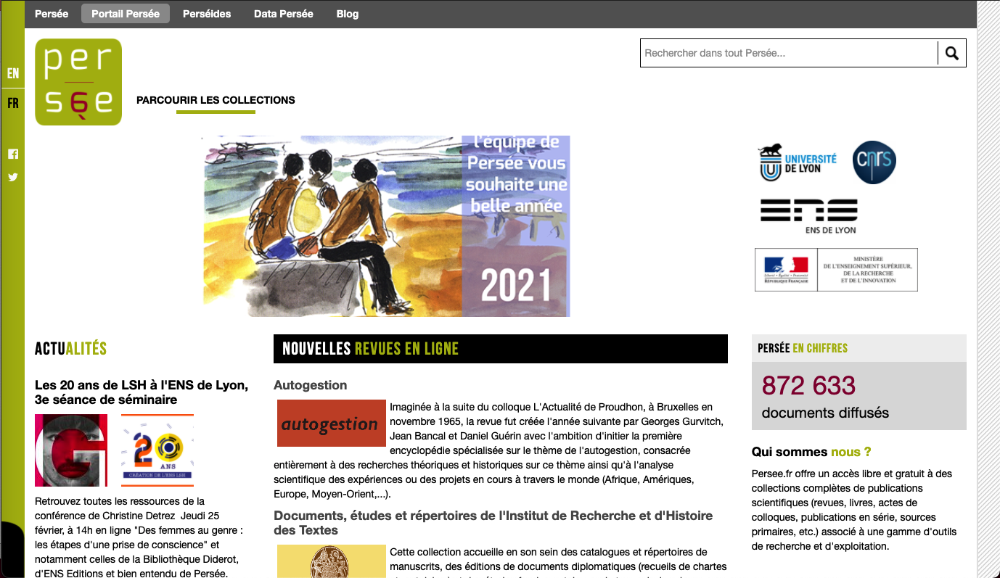 Persée
Portail Persée
Perséides
Data Persée
Blog
EN
FR
per
sée
Rechercher dans tout Persée...
PARCOURIR LES COLLECTIONS
l'équipe de
Persée vous
souhaite une
belle année
2021
UNIVERSITÉ
DE LYON
cnrs
ENS
ENS DE LYON
Liberté • Égalité • Fraternité
RÉPUBLIQUE FRANÇAISE
MINISTÈRE
DE L'ENSEIGNEMENT SUPÉRIEUR,
DE LA RECHERCHE
ET DE L'INNOVATION
ACTUALITÉS
Les 20 ans de LSH à l'ENS de Lyon,
3e séance de séminaire
G
20
ANS
CRÉATION DE L'ENS LSH
Retrouvez toutes les ressources de la
conférence de Christine Detrez  Jeudi 25
février, à 14h en ligne "Des femmes au genre :
les étapes d'une prise de conscience" et
notamment celles de la Bibliothèque Diderot,
d'ENS Editions et bien entendu de Persée.
NOUVELLES REVUES EN LIGNE
Autogestion
autogestion
Imaginée à la suite du colloque L'Actualité de Proudhon, à Bruxelles en
novembre 1965, la revue fut créée l'année suivante par Georges Gurvitch,
Jean Bancal et Daniel Guérin avec l'ambition d'initier la première
encyclopédie spécialisée sur le thème de l'autogestion, consacrée
entièrement à des recherches théoriques et historiques sur ce thème ainsi qu'à l'analyse
scientifique des expériences ou des projets en cours à travers le monde (Afrique, Amériques,
Europe, Moyen-Orient,...).
Documents, études et répertoires de l'Institut de Recherche et d'Histoire
des Textes
Cette collection accueille en son sein des catalogues et répertoires de
manuscrits, des éditions de documents diplomatiques (recueils de chartes
PERSÉE EN CHIFFRES
872 633
documents diffusés
Qui sommes nous ?
Persee.fr offre un accès libre et gratuit à des
collections complètes de publications
scientifiques (revues, livres, actes de
colloques, publications en série, sources
primaires, etc.) associé à une gamme d'outils
de recherche et d'exploitation.